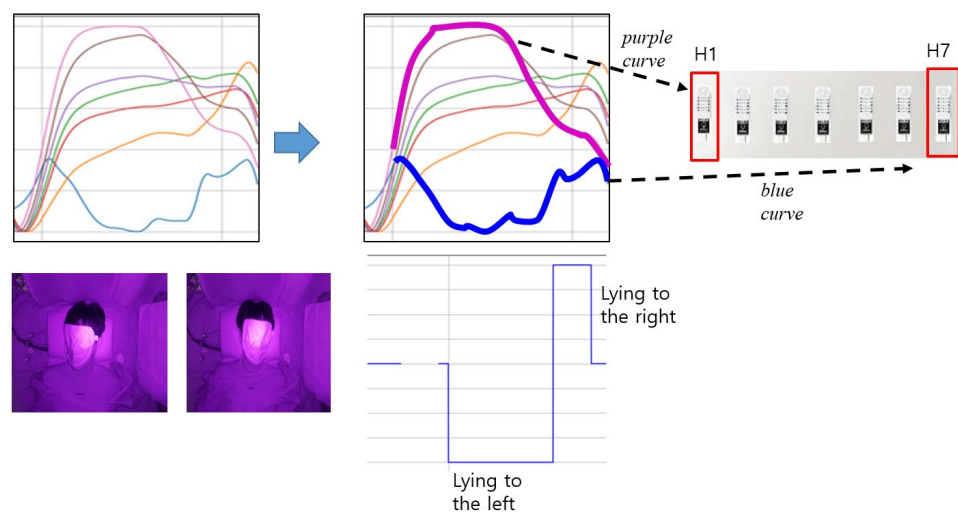 purple
curve
H1
H7
blue
curve
Lying to
the right
Lying to
the left